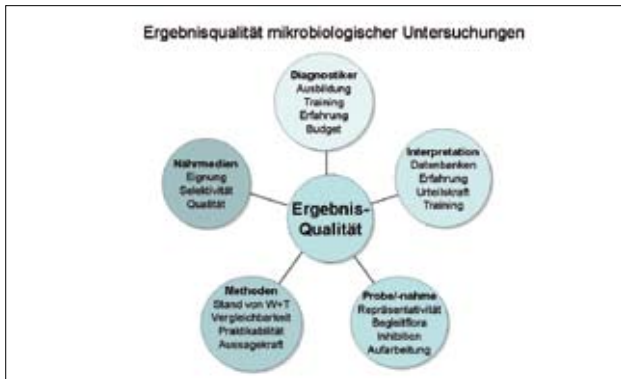 Ergebnisqualität mikrobiologischer Untersuchungen
Diagnostiker
Ausbildung
Training
Erfahrung
Budget
Nährmedien
Eignung
Selektivität
Qualität
Interpretation
Datenbanken
Erfahrung
Urteilskraft
Training
Ergebnis-
Qualität
Methoden
Stand von W+T
Vergleichbarkeit
Praktikabilität
Aussagekraft
Probe/-nahme
Repräsentativität
Begleitflora
Inhibition
Aufarbeitung